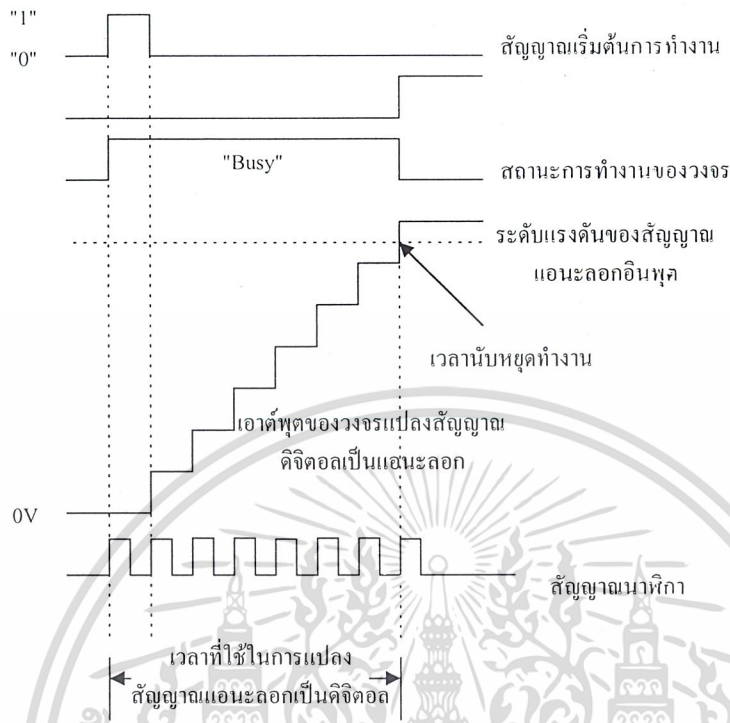 "1"
"0"
สัญญาณเริ่มต้นการทำงาน
"Busy"
สถานะการทำงานของวงจร
ระดับแรงดันของสัญญาณ
แอนะลอกอินพุต
เวลานับหยุดทำงาน
เอาต์พุตของวงจรแปลงสัญญาณ
ดิจิตอลเป็นแอนะลอก
0V
สัญญาณนาฬิกา
เวลาที่ใช้ในการแปลง
สัญญาณแอนะลอกเป็นดิจิตอล